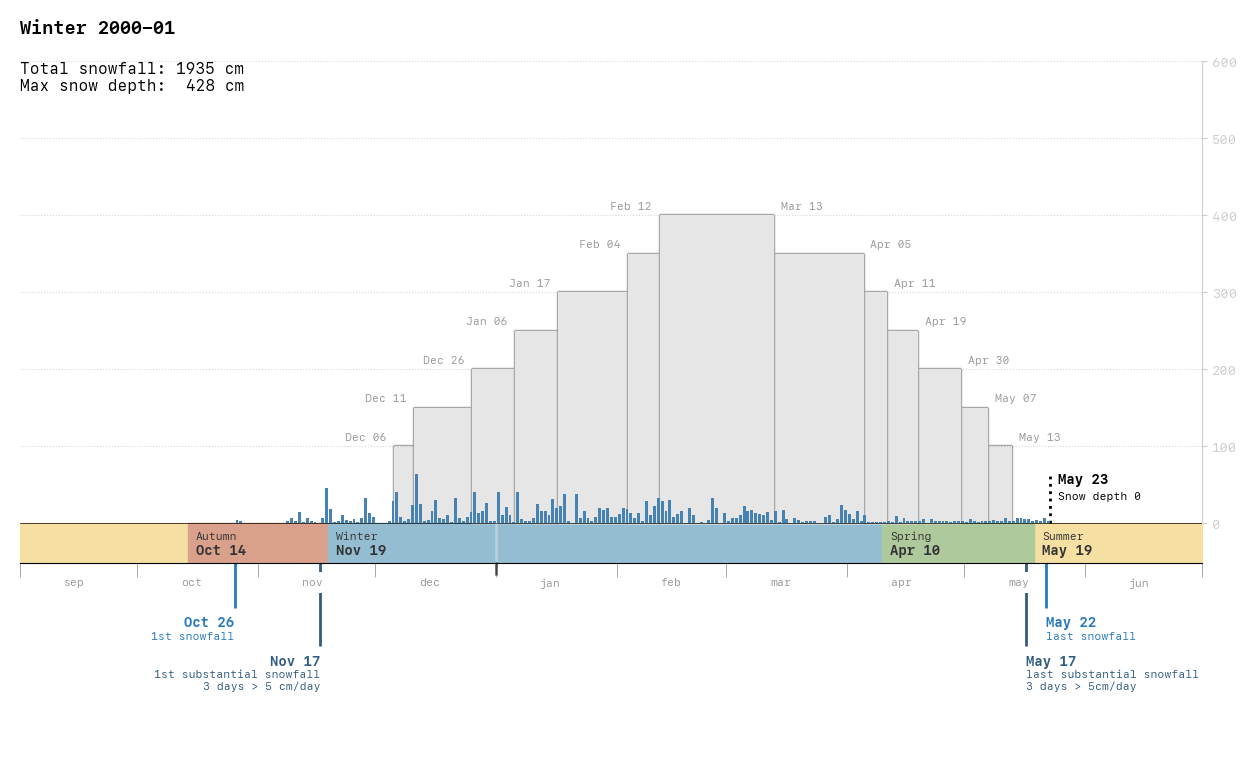 Winter 2000–01
Total snowfall: 1935 cm
Max snow depth: 428 cm
600
500
400
300
200
100
0
Feb 12
Mar 13
Feb 04
Apr 05
Jan 17
Apr 11
Jan 06
Apr 19
Dec 26
Apr 30
Dec 11
May 07
Dec 06
May 13
May 23
Snow depth 0
Autumn
Oct 14
Winter
Nov 19
Spring
Apr 10
Summer
May 19
sep
oct
nov
dec
jan
feb
mar
apr
may
jun
Oct 26
1st snowfall
May 22
last snowfall
Nov 17
1st substantial snowfall
3 days > 5 cm/day
May 17
last substantial snowfall
3 days > 5cm/day